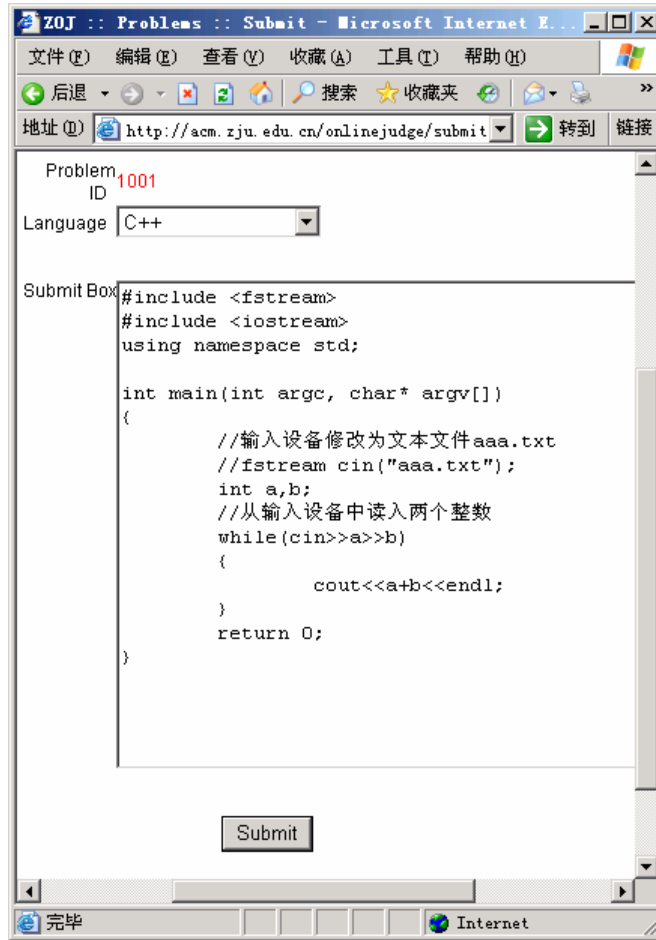 ZOJ :: Problems :: Submit - Microsoft Internet E...
文件(F) 编辑(E) 查看(V) 收藏(A) 工具(T) 帮助(H)
后退 搜索 收藏夹 »
地址(D) http://acm.zju.edu.cn/onlinejudge/submit 转到 链接
Problem ID 1001
Language C++
Submit Box
#include <fstream>
#include <iostream>
using namespace std;
int main(int argc, char* argv[])
{
//输入设备修改为文本文件aaa.txt
//fstream cin("aaa.txt");
int a,b;
//从输入设备中读入两个整数
while(cin>>a>>b)
{
cout<<a+b<<endl;
}
return 0;
}
Submit
完毕 Internet